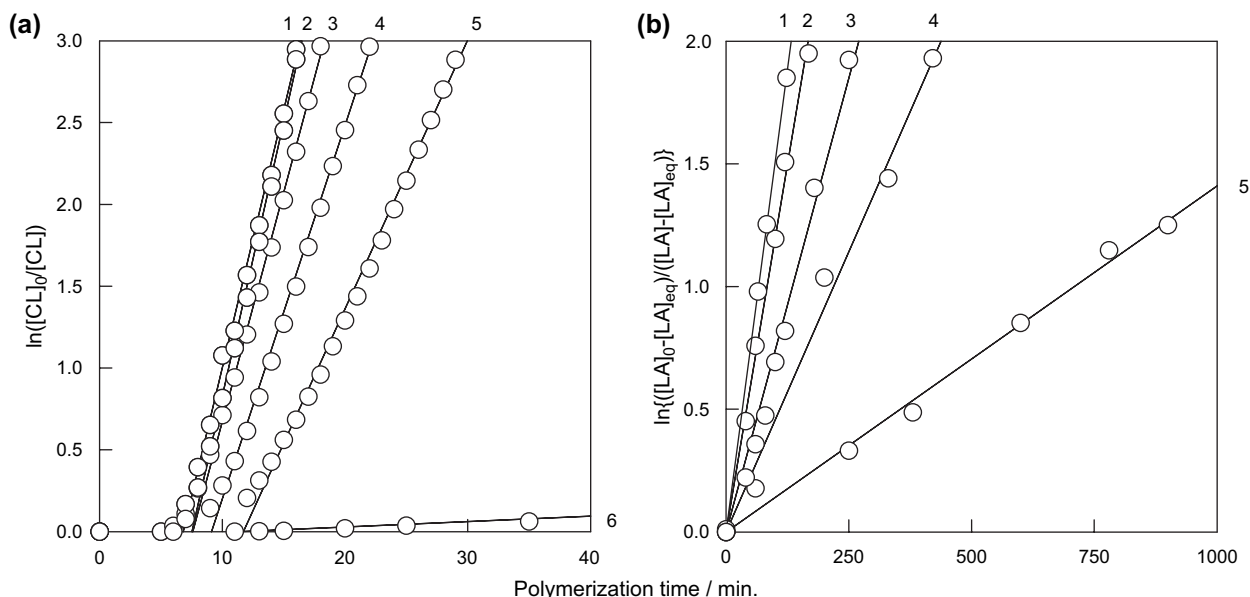 (a)
1 2 3 4 5
3.0
2.5
2.0
1.5
1.0
0.5
0.0
ln([CL]0/[CL])
6
0 10 20 30 40
(b)
1 2 3 4
2.0
1.5
1.0
0.5
0.0
ln{([LA]0-[LA]eq)/([LA]-[LA]eq)}
5
0 250 500 750 1000
Polymerization time / min.